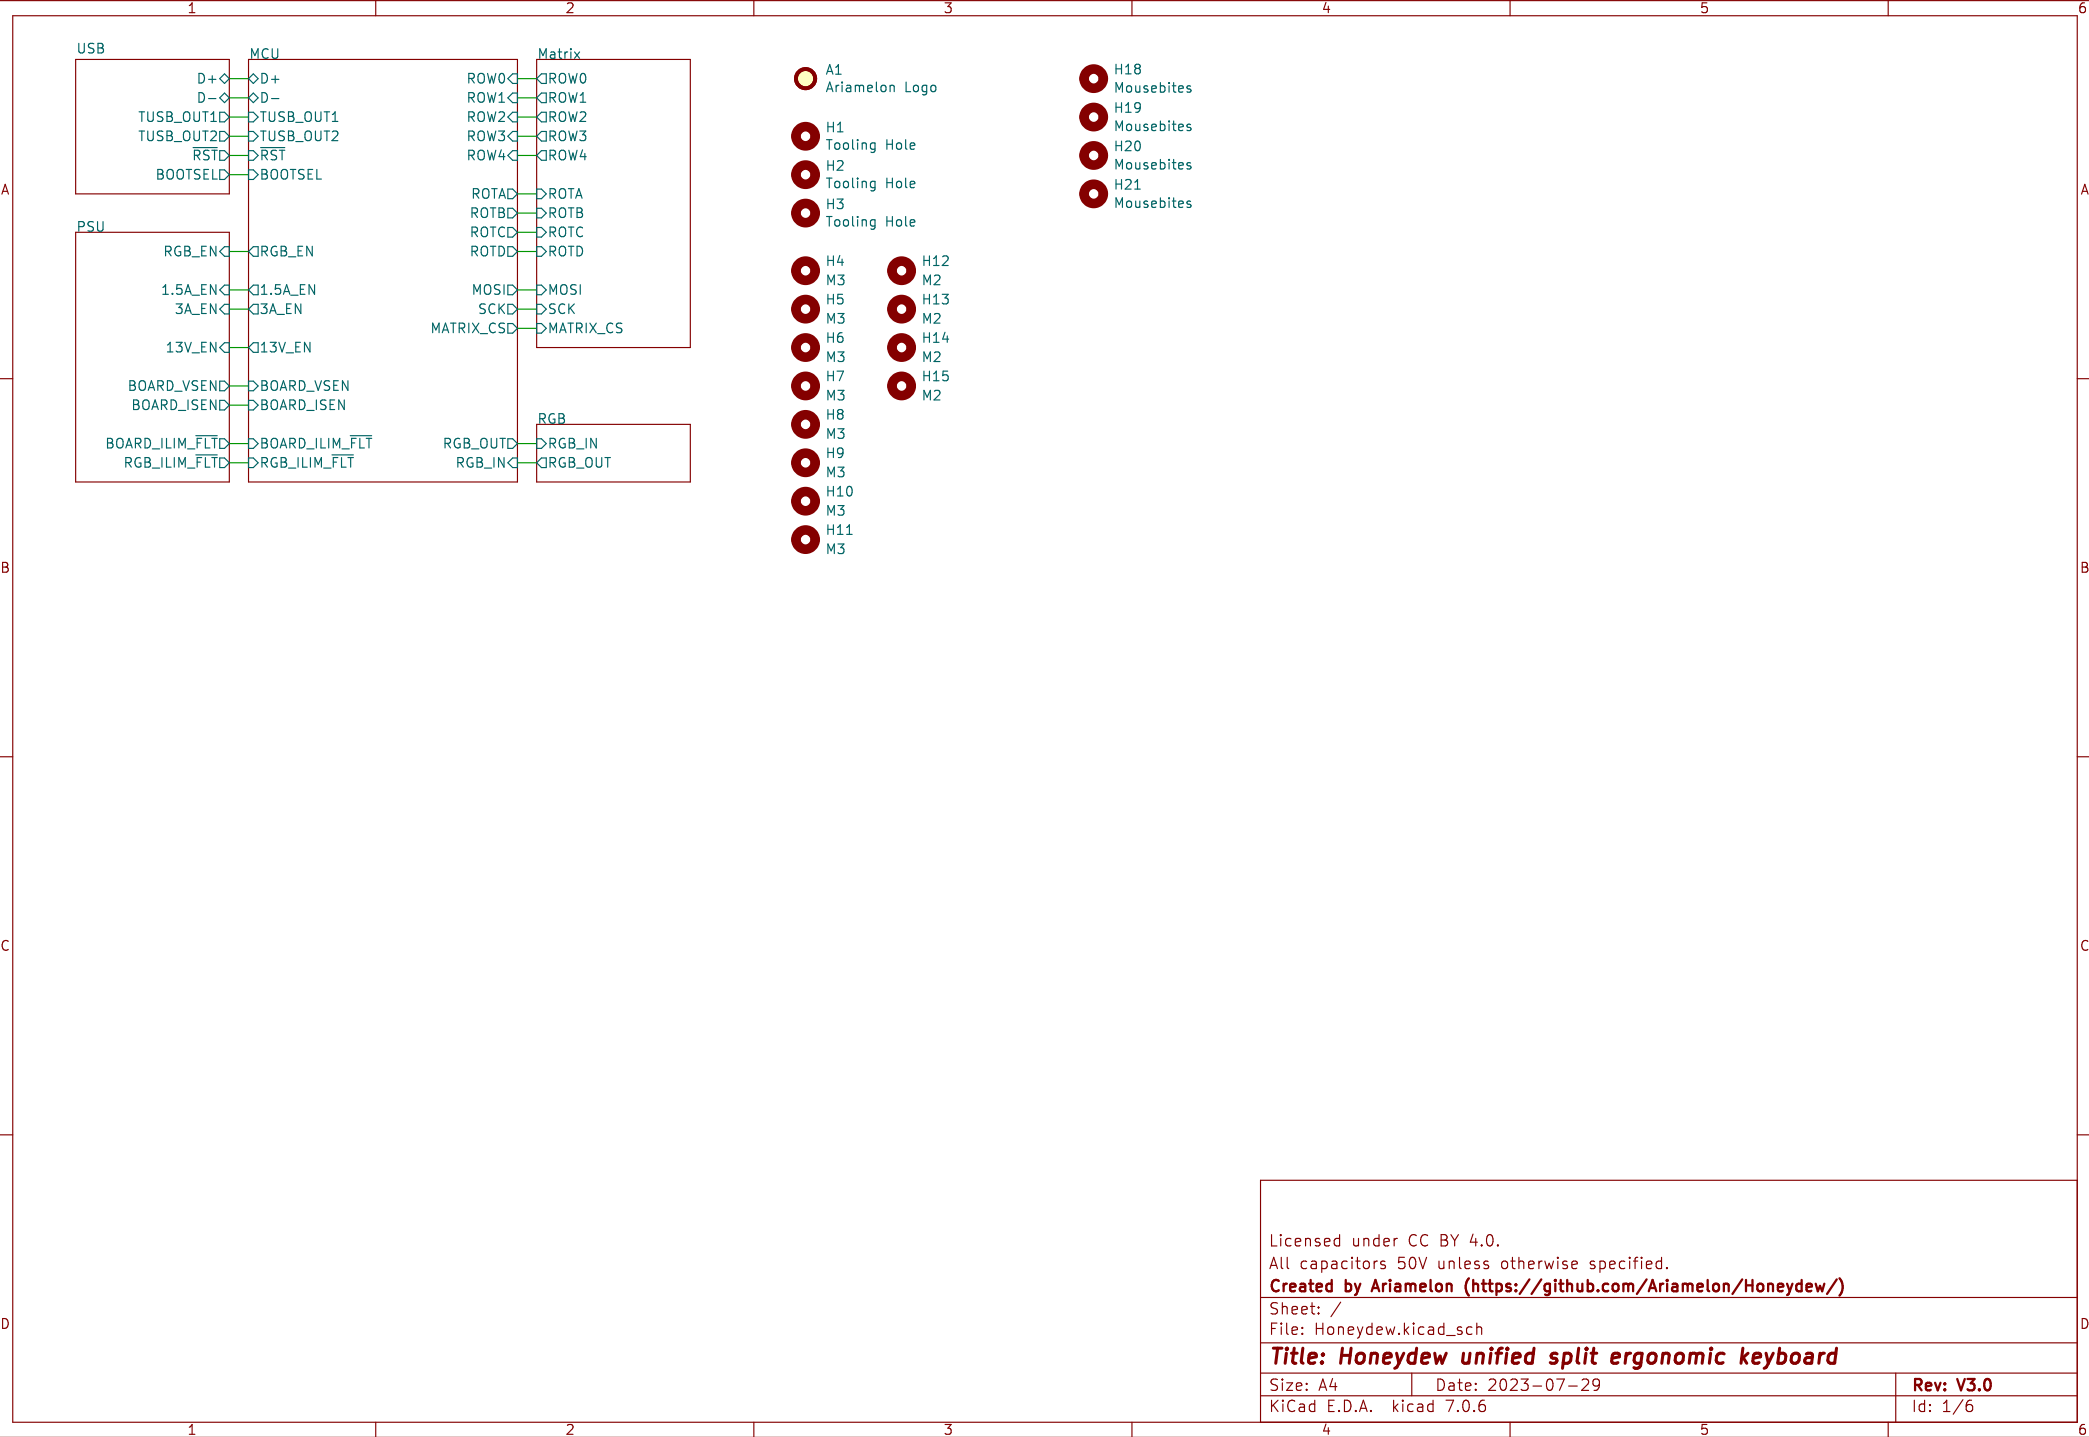 1 2 3 4 5 6
USB
D+ D+
D- D-
TUSB_OUT1 TUSB_OUT1
TUSB_OUT2 TUSB_OUT2
RST RST
BOOTSEL BOOTSEL
PSU
RGB_EN RGB_EN
1.5A_EN 1.5A_EN
3A_EN 3A_EN
13V_EN 13V_EN
BOARD_VSEN BOARD_VSEN
BOARD_ISEN BOARD_ISEN
BOARD_ILIM_FLT BOARD_ILIM_FLT
RGB_ILIM_FLT RGB_ILIM_FLT
MCU
Matrix
ROW0 ROW0
ROW1 ROW1
ROW2 ROW2
ROW3 ROW3
ROW4 ROW4
ROTA ROTA
ROTB ROTB
ROTC ROTC
ROTD ROTD
MOSI MOSI
SCK SCK
MATRIX_CS MATRIX_CS
RGB
RGB_OUT RGB_IN
RGB_IN RGB_OUT
A1
Ariamelon Logo
H1
Tooling Hole
H2
Tooling Hole
H3
Tooling Hole
H4
M3
H5
M3
H6
M3
H7
M3
H8
M3
H9
M3
H10
M3
H11
M3
H12
M2
H13
M2
H14
M2
H15
M2
H18
Mousebites
H19
Mousebites
H20
Mousebites
H21
Mousebites
A A
B B
C C
D D
Licensed under CC BY 4.0.
All capacitors 50V unless otherwise specified.
Created by Ariamelon (https://github.com/Ariamelon/Honeydew/)
Sheet: /
File: Honeydew.kicad_sch
Title: Honeydew unified split ergonomic keyboard
Size: A4 Date: 2023-07-29 Rev: V3.0
KiCad E.D.A. kicad 7.0.6 Id: 1/6
1 2 3 4 5 6